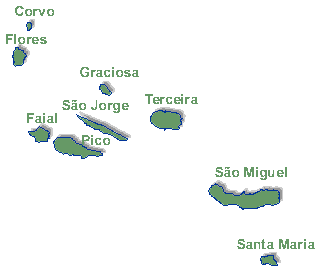 Corvo
Flores
Graciosa
São Jorge
Terceira
Faial
Pico
São Miguel
Santa Maria